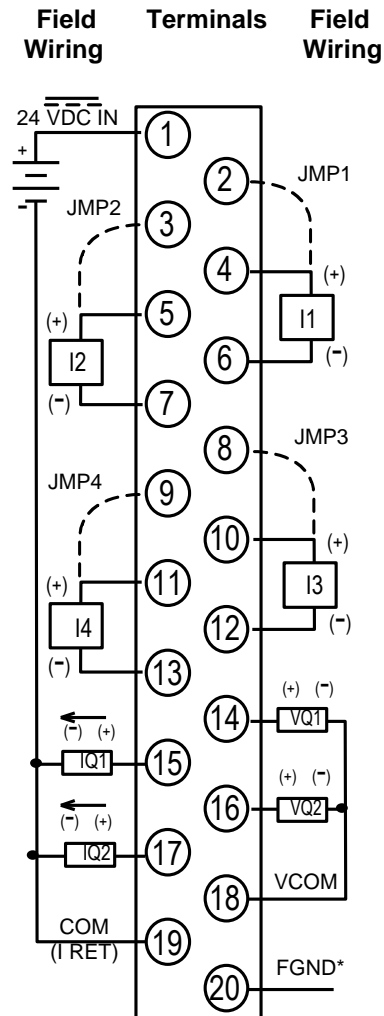 Field Wiring Terminals Field Wiring
24 VDC IN
1
+
-
2
JMP1
JMP2
3
4
(+)
I1
(-)
5
(+)
I2
(-)
6
7
8
JMP3
JMP4
9
10
(+)
I3
(-)
11
(+)
I4
(-)
12
13
14
(+) (-)
VQ1
(-) (+)
IQ1
15
16
(+) (-)
VQ2
(-) (+)
IQ2
17
18
VCOM
COM
(I RET)
19
20
FGND*